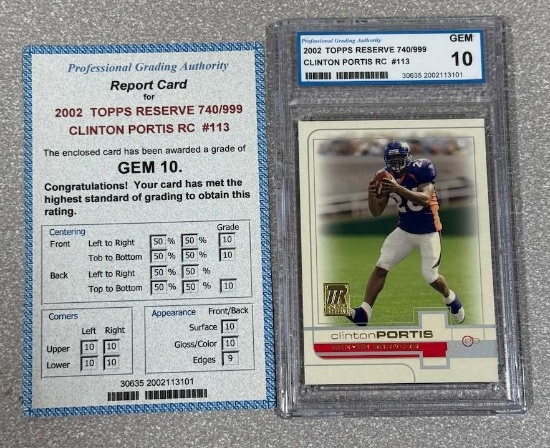 Professional Grading Authority
Report Card
for
2002 TOPPS RESERVE 740/999
CLINTON PORTIS RC #113
The enclosed card has been awarded a grade of
GEM 10.
Congratulations! Your card has met the
highest standard of grading to obtain this
rating.
Centering Grade
Front Left to Right 50 % 50 % 10
Top to Bottom 50 % 50 % 10
Back Left to Right 50 % 50 %
Top to Bottom 50 % 50 % 10
Corners
Left Right
Upper 10 10
Lower 10 10
Appearance Front/Back
Surface 10
Gloss/Color 10
Edges 9
30635 2002113101
Professional Grading Authority
2002 TOPPS RESERVE 740/999
CLINTON PORTIS RC #113
GEM
10
30635 2002113101
26
TR
clintonPORTIS